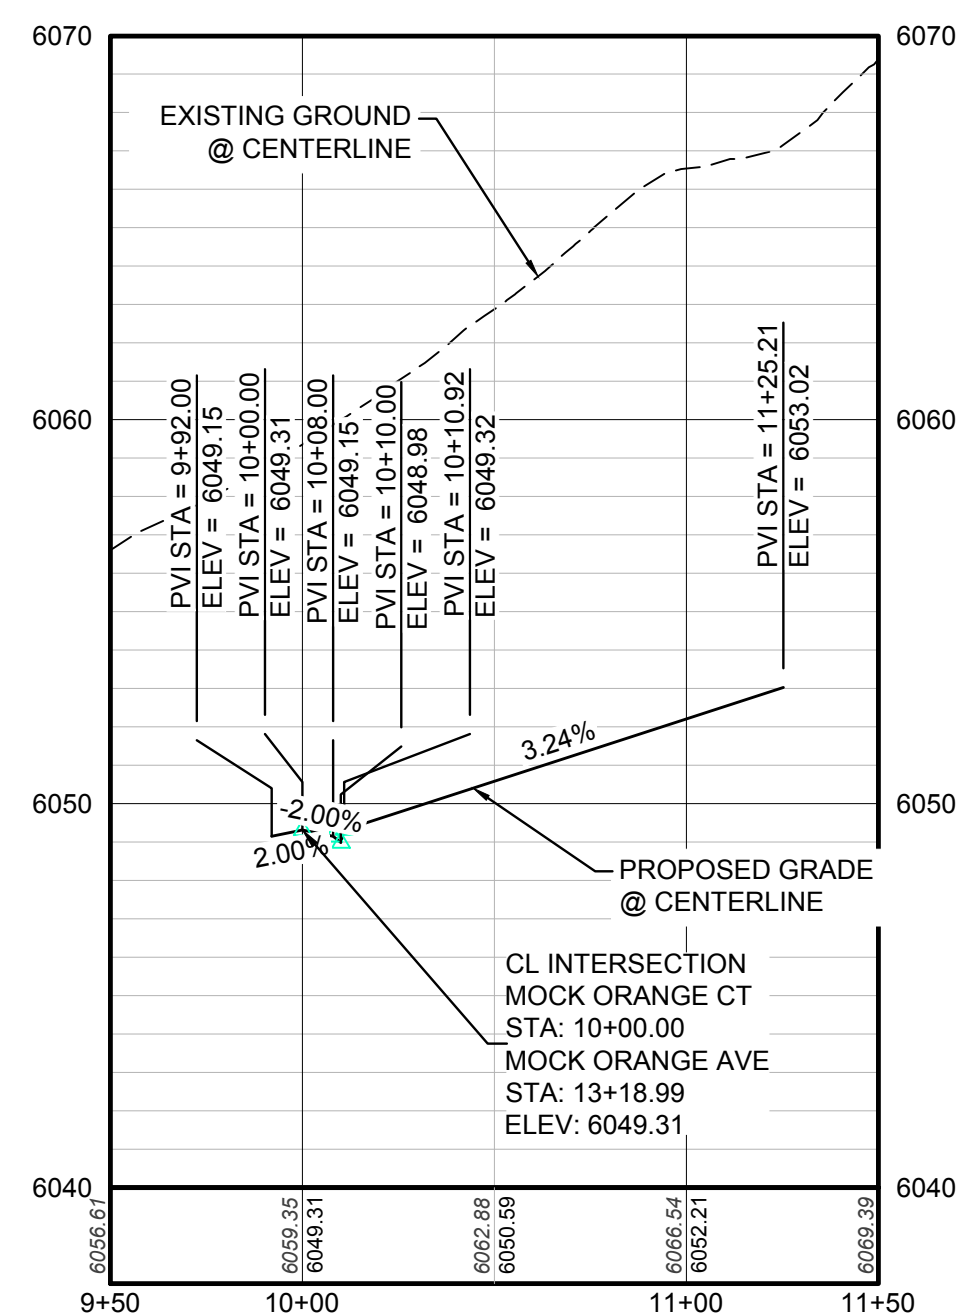 6070
6070
EXISTING GROUND
@ CENTERLINE
6060
6060
PVI STA = 9+92.00
ELEV = 6049.15
PVI STA = 10+00.00
ELEV = 6049.31
PVI STA = 10+08.00
ELEV = 6049.15
PVI STA = 10+10.00
ELEV = 6048.98
PVI STA = 10+10.92
ELEV = 6049.32
PVI STA = 11+25.21
ELEV = 6053.02
3.24%
6050
6050
-2.00%
2.00%
PROPOSED GRADE
@ CENTERLINE
CL INTERSECTION
MOCK ORANGE CT
STA: 10+00.00
MOCK ORANGE AVE
STA: 13+18.99
ELEV: 6049.31
6040
6040
6056.61
6059.35
6049.31
6062.88
6050.59
6066.54
6052.21
6069.39
9+50
10+00
11+00
11+50